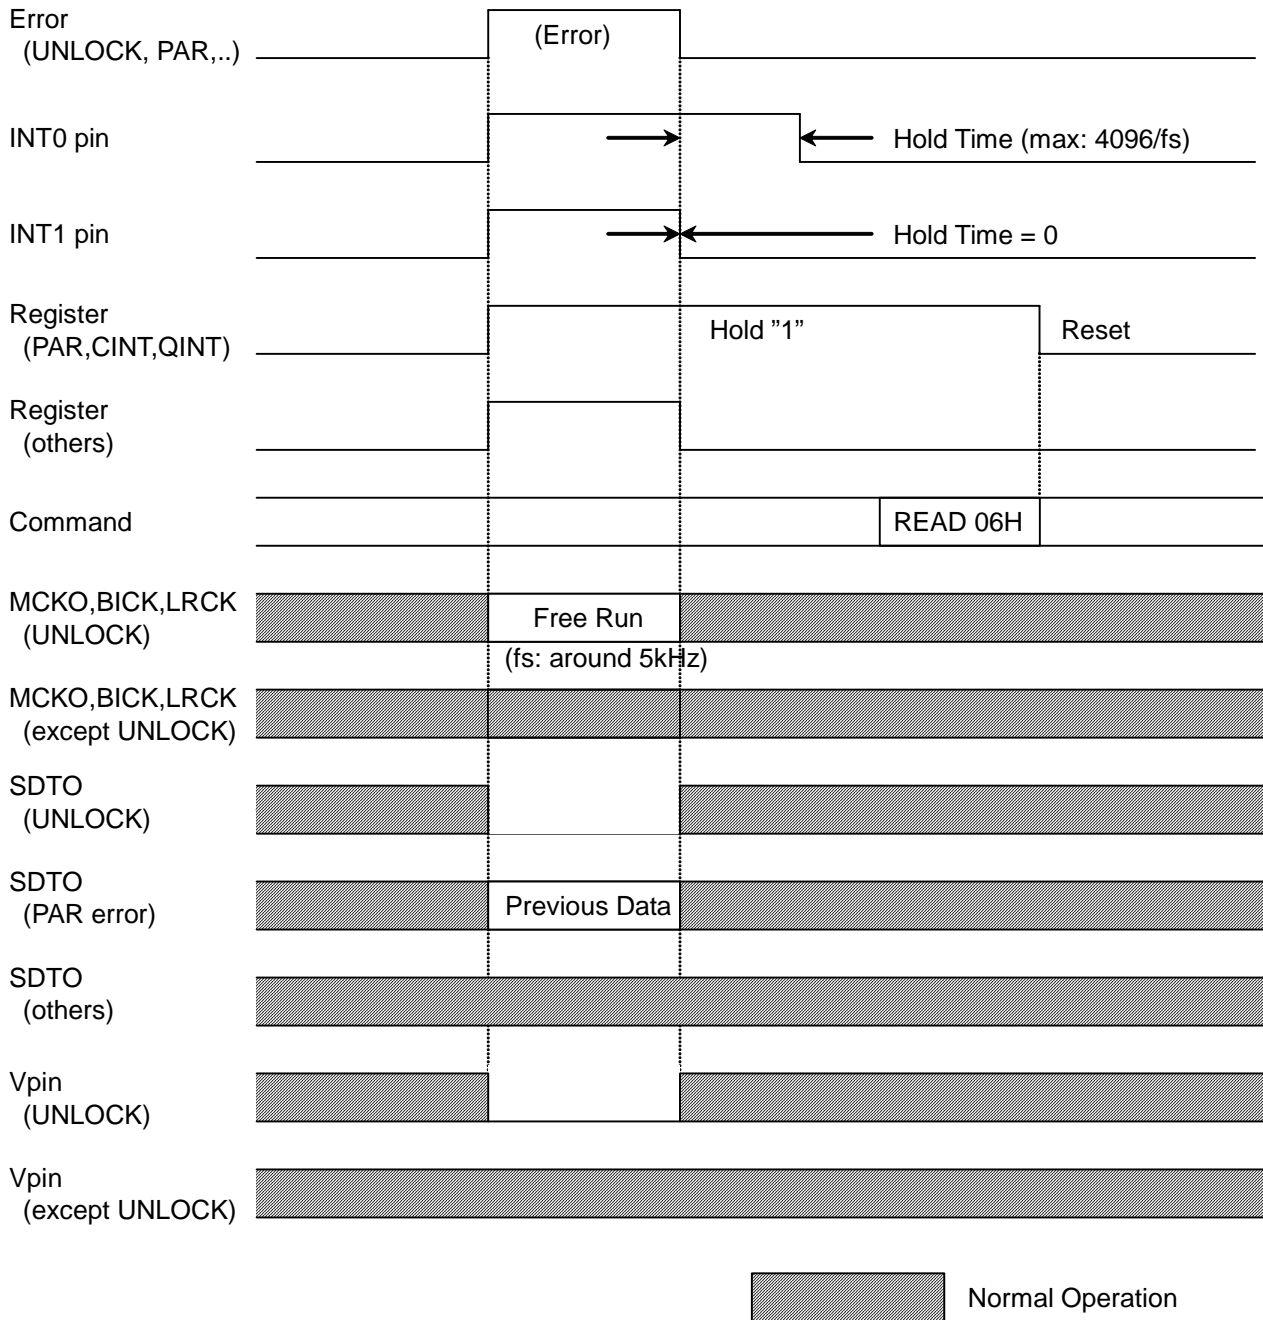 Error
(UNLOCK, PAR,..)
(Error)
INT0 pin
Hold Time (max: 4096/fs)
INT1 pin
Hold Time = 0
Register
(PAR,CINT,QINT)
Hold ”1”
Reset
Register
(others)
Command
READ 06H
MCKO,BICK,LRCK
(UNLOCK)
Free Run
(fs: around 5kHz)
MCKO,BICK,LRCK
(except UNLOCK)
SDTO
(UNLOCK)
SDTO
(PAR error)
Previous Data
SDTO
(others)
Vpin
(UNLOCK)
Vpin
(except UNLOCK)
Normal Operation